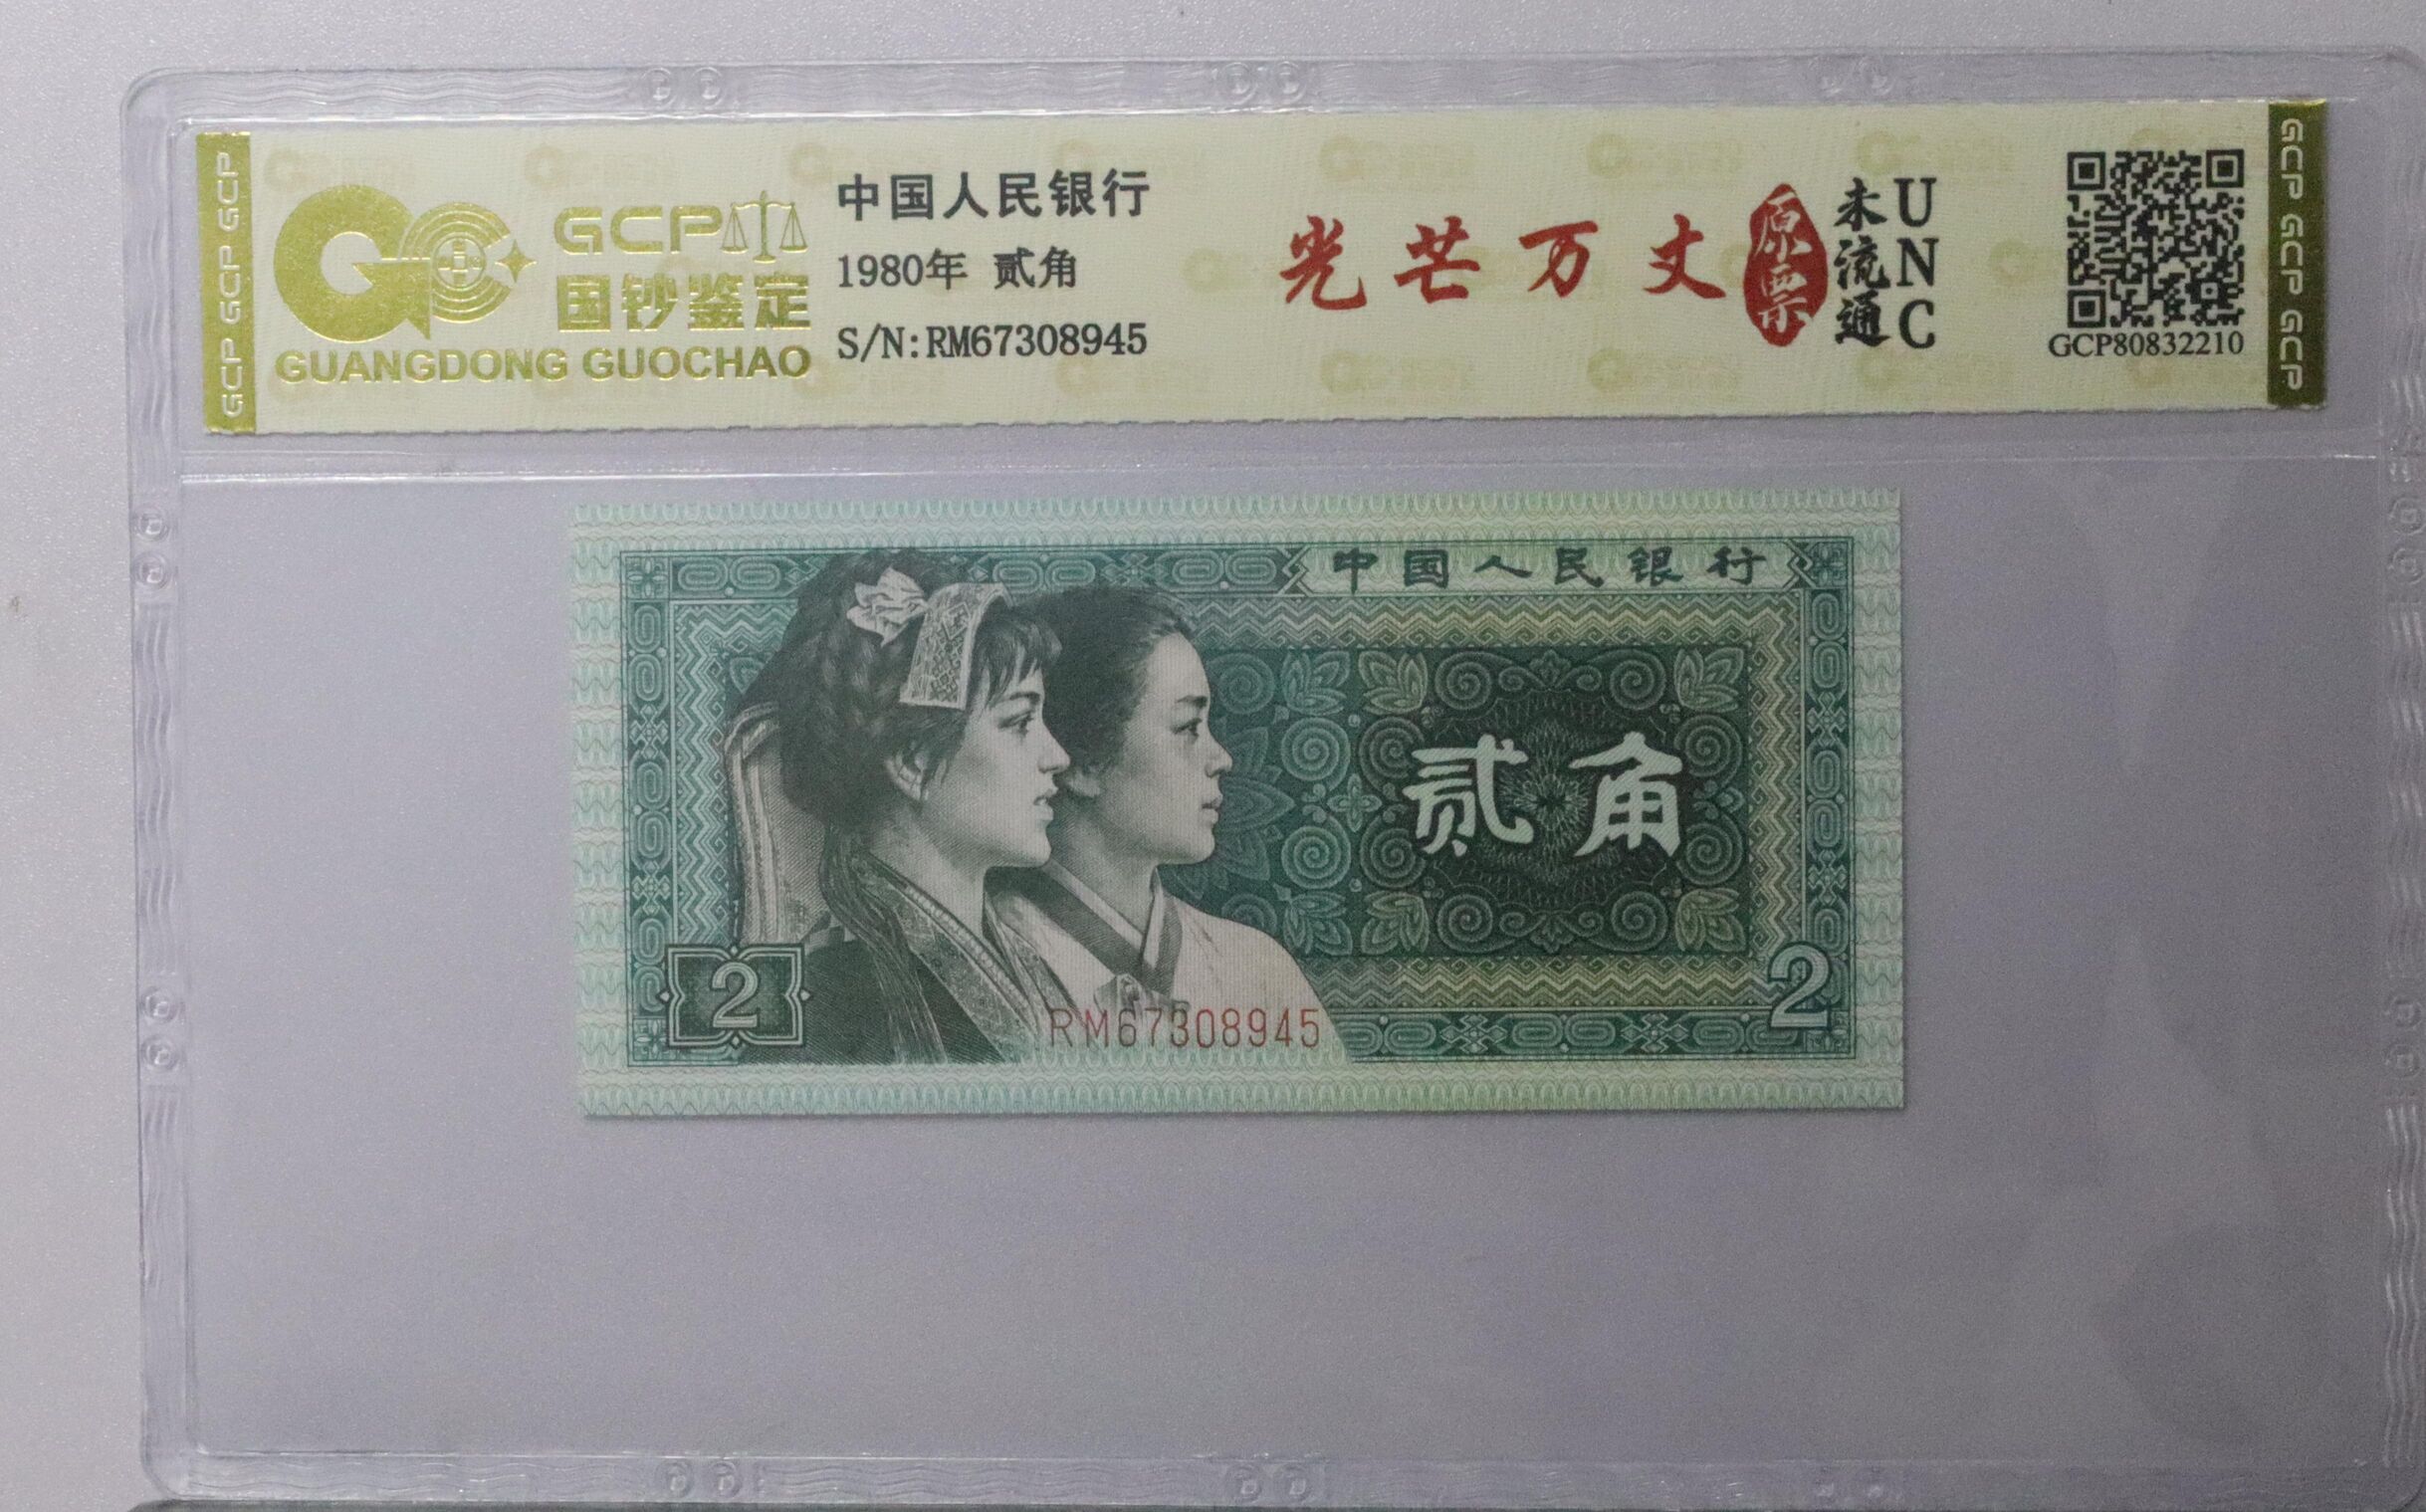 GCP GCP GCP
GCP
国钞鉴定
GUANGDONG GUOCHAO
中国人民银行
1980年 贰角
S/N:RM67308945
光芒万丈
原票
未流通
UNC
GCP80832210
GCP GCP GCP
中国人民银行
贰角
2
2
RM67308945